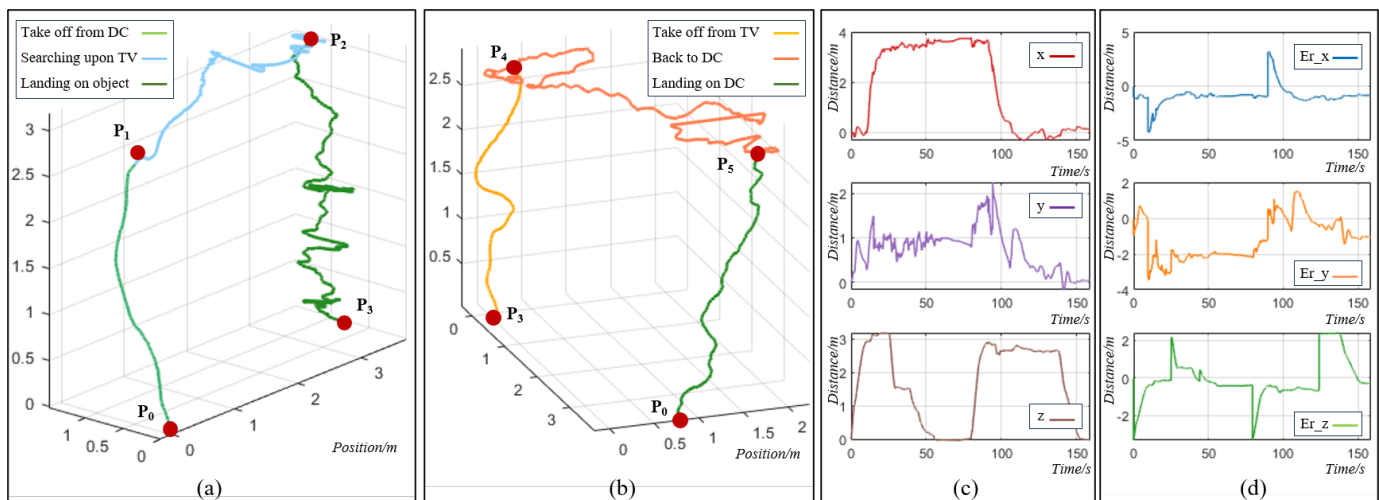 Take off from DC
Searching upon TV
Landing on object
P2
P1
P3
P0
3
2.5
2
1.5
1
0.5
0
1
0.5
0
0
1
2
3
Position/m
(a)
Take off from TV
Back to DC
Landing on DC
P4
P5
P3
P0
2.5
2
1.5
1
0.5
0
1
2
3
0
0.5
1
1.5
2
Position/m
(b)
Distance/m
4
2
0
x
0
50
100
150
Time/s
Distance/m
2
1
0
y
0
50
100
150
Time/s
Distance/m
3
2
1
0
z
0
50
100
150
Time/s
(c)
Distance/m
5
0
-5
Er_x
0
50
100
150
Time/s
Distance/m
2
0
-2
-4
Er_y
0
50
100
150
Time/s
Distance/m
2
0
-2
Er_z
0
50
100
150
Time/s
(d)